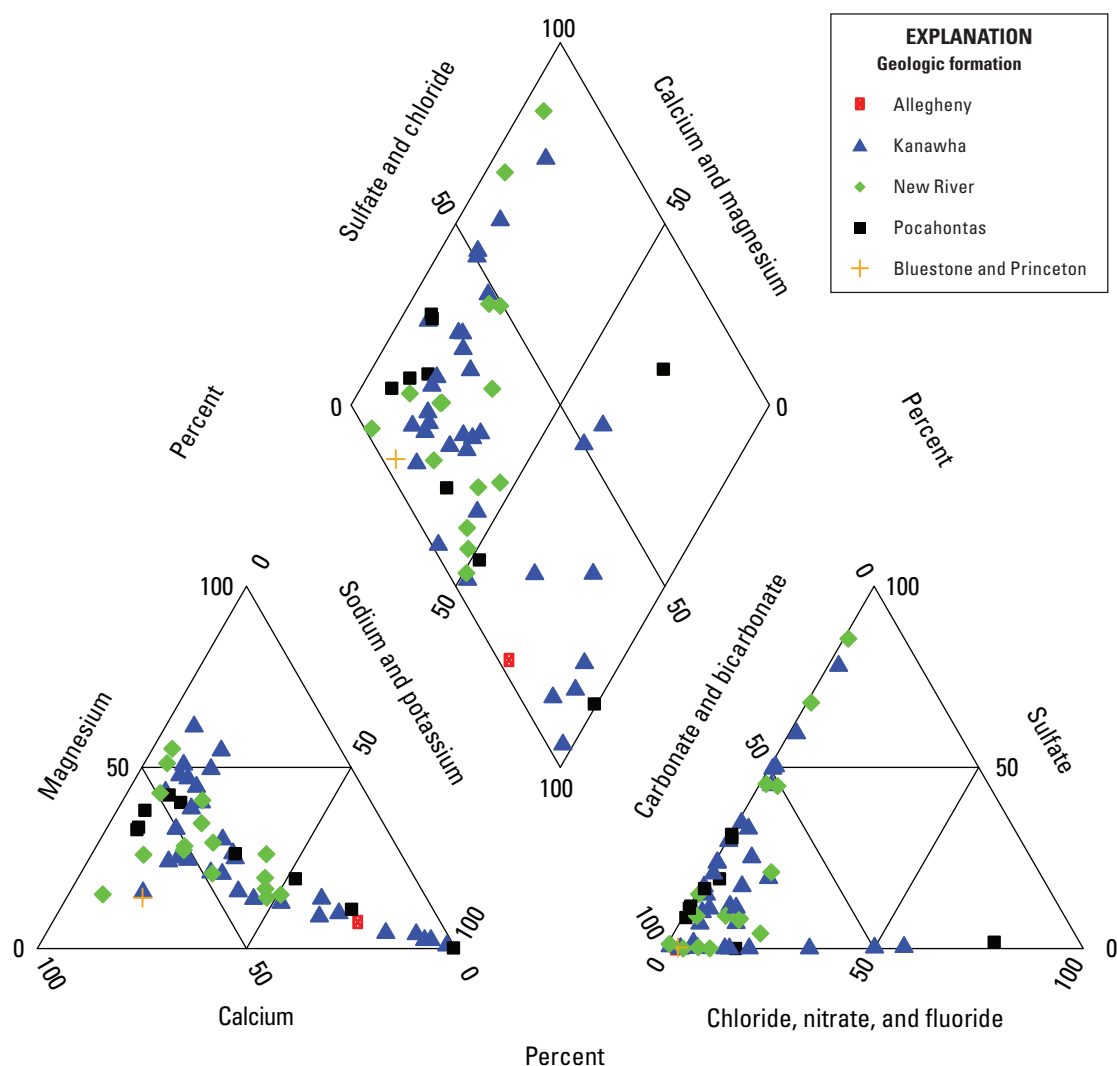 EXPLANATION
Geologic formation
Allegheny
Kanawha
New River
Pocahontas
Bluestone and Princeton
100
Sulfate and chloride
Calcium and magnesium
50
50
0
0
Percent
Percent
50
50
100
Sodium and potassium
Carbonate and bicarbonate
100
0
Magnesium
50
50
0
100
100
50
0
Calcium
0
100
50
Sulfate
50
100
0
0
50
100
Chloride, nitrate, and fluoride
Percent